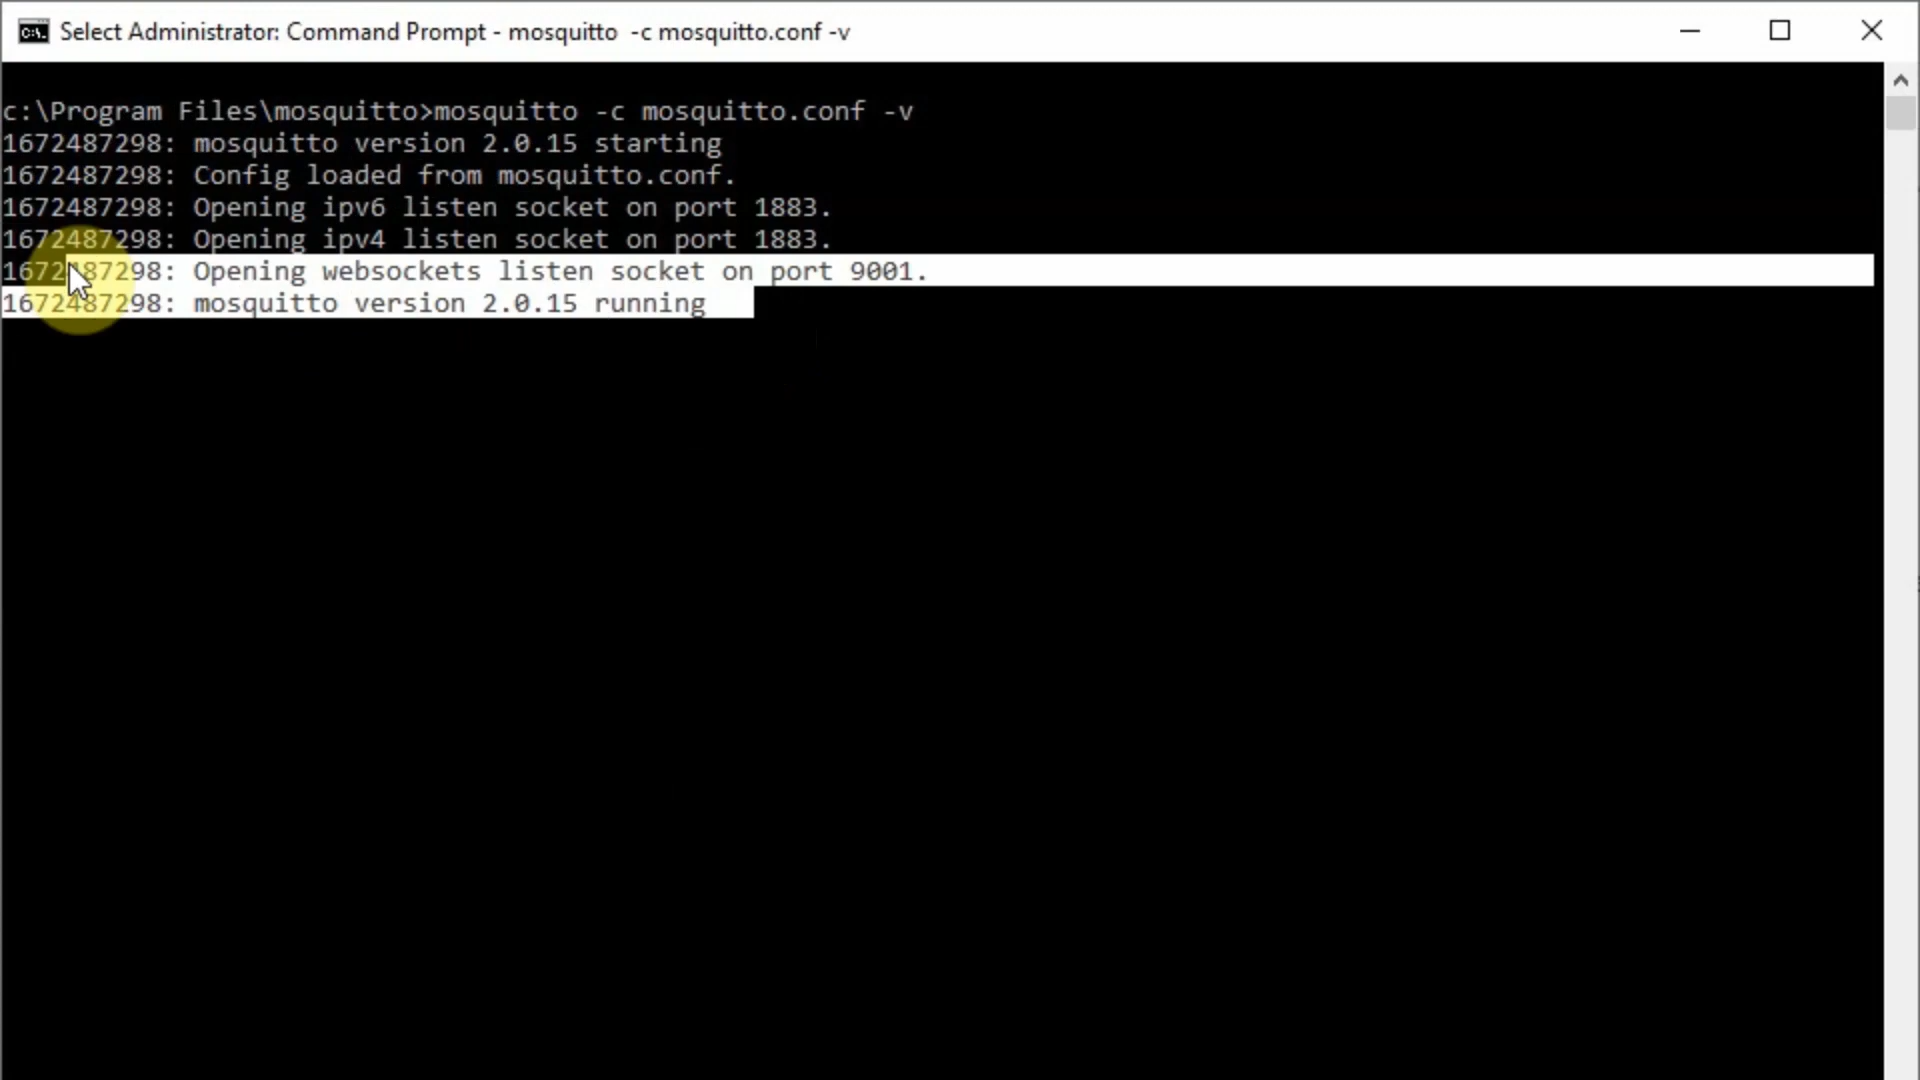 Select Administrator: Command Prompt - mosquitto  -c mosquitto.conf -v
c:\Program Files\mosquitto>mosquitto -c mosquitto.conf -v
1672487298: mosquitto version 2.0.15 starting
1672487298: Config loaded from mosquitto.conf.
1672487298: Opening ipv6 listen socket on port 1883.
1672487298: Opening ipv4 listen socket on port 1883.
1672487298: Opening websockets listen socket on port 9001.
1672487298: mosquitto version 2.0.15 running